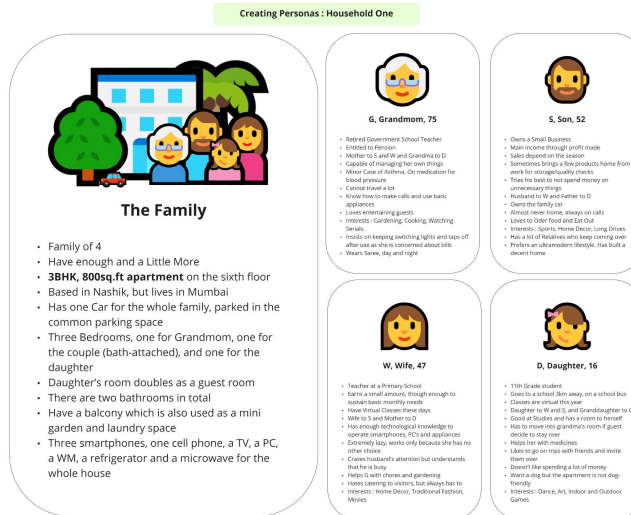 Creating Personas : Household One
The Family
• Family of 4
• Have enough and a Little More
• 3BHK, 800sq.ft apartment on the sixth floor
• Based in Nashik, but lives in Mumbai
• Has one Car for the whole family, parked in the
common parking space
• Three Bedrooms, one for Grandmom, one for
the couple (bath-attached), and one for the
daughter
• Daughter's room doubles as a guest room
• There are two bathrooms in total
• Have a balcony which is also used as a mini
garden and laundry space
• Three smartphones, one cell phone, a TV, a PC,
a WM, a refrigerator and a microwave for the
whole house
G, Grandmom, 75
• Retired Government School Teacher
• Entitled to Pension
• Mother to S and W and Grandma to D
• Capable of managing her own things
• Minor Case of Asthma, On medication for
blood pressure
• Cannot travel a lot
• Know how to make calls and use basic
appliances
• Loves entertaining guests
• Interests : Gardening, Cooking, Watching
Serials.
• Insists on keeping switching lights and taps off
after use as she is concerned about bills
• Wears Saree, day and night
S, Son, 52
• Owns a Small Business
• Main income through profit made
• Sales depend on the season
• Sometimes brings a few products home from
work for storage/quality checks
• Tries his best to not spend money on
unnecessary things
• Husband to W and Father to D
• Owns the family car
• Almost never home, always on calls
• Loves to Oder food and Eat Out
• Interests : Sports, Home Decor, Long Drives
• Has a lot of Relatives who keep coming over
• Prefers an ultramodern lifestyle. Has built a
decent home
W, Wife, 47
• Teacher at a Primary School
• Earns a small amount, though enough to
sustain basic monthly needs
• Have Virtual Classes these days
• Wife to S and Mother to D
• Has enough technological knowledge to
operate smartphones, PC's and appliances
• Extremely lazy, works only because she has no
other choice
• Craves husband's attention but understands
that he is busy
• Helps G with chores and gardening
• Hates catering to visitors, but always has to
• Interests : Home Decor, Traditional Fashion,
Movies
D, Daughter, 16
• 11th Grade student
• Goes to a school 3km away, on a school bus
• Classes are virtual this year
• Daughter to W and S, and Granddaughter to G
• Good at Studies and has a room to herself
• Has to move into grandma's room if guest
decide to stay over
• Helps her with medicines
• Likes to go on trips with friends and invite
them over
• Doesn't like spending a lot of money
• Want a dog but the apartment is not dog-
friendly
• Interests : Dance, Art, Indoor and Outdoor
Games